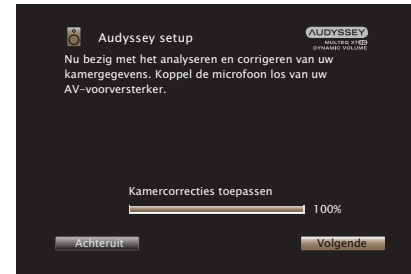 Audyssey setup
AUDYSSEY
MULTEQ XT32
DYNAMIC VOLUME
Nu bezig met het analyseren en corrigeren van uw
kamergegevens. Koppel de microfoon los van uw
AV-voorversterker.
Kamercorrecties toepassen
100%
Achteruit
Volgende